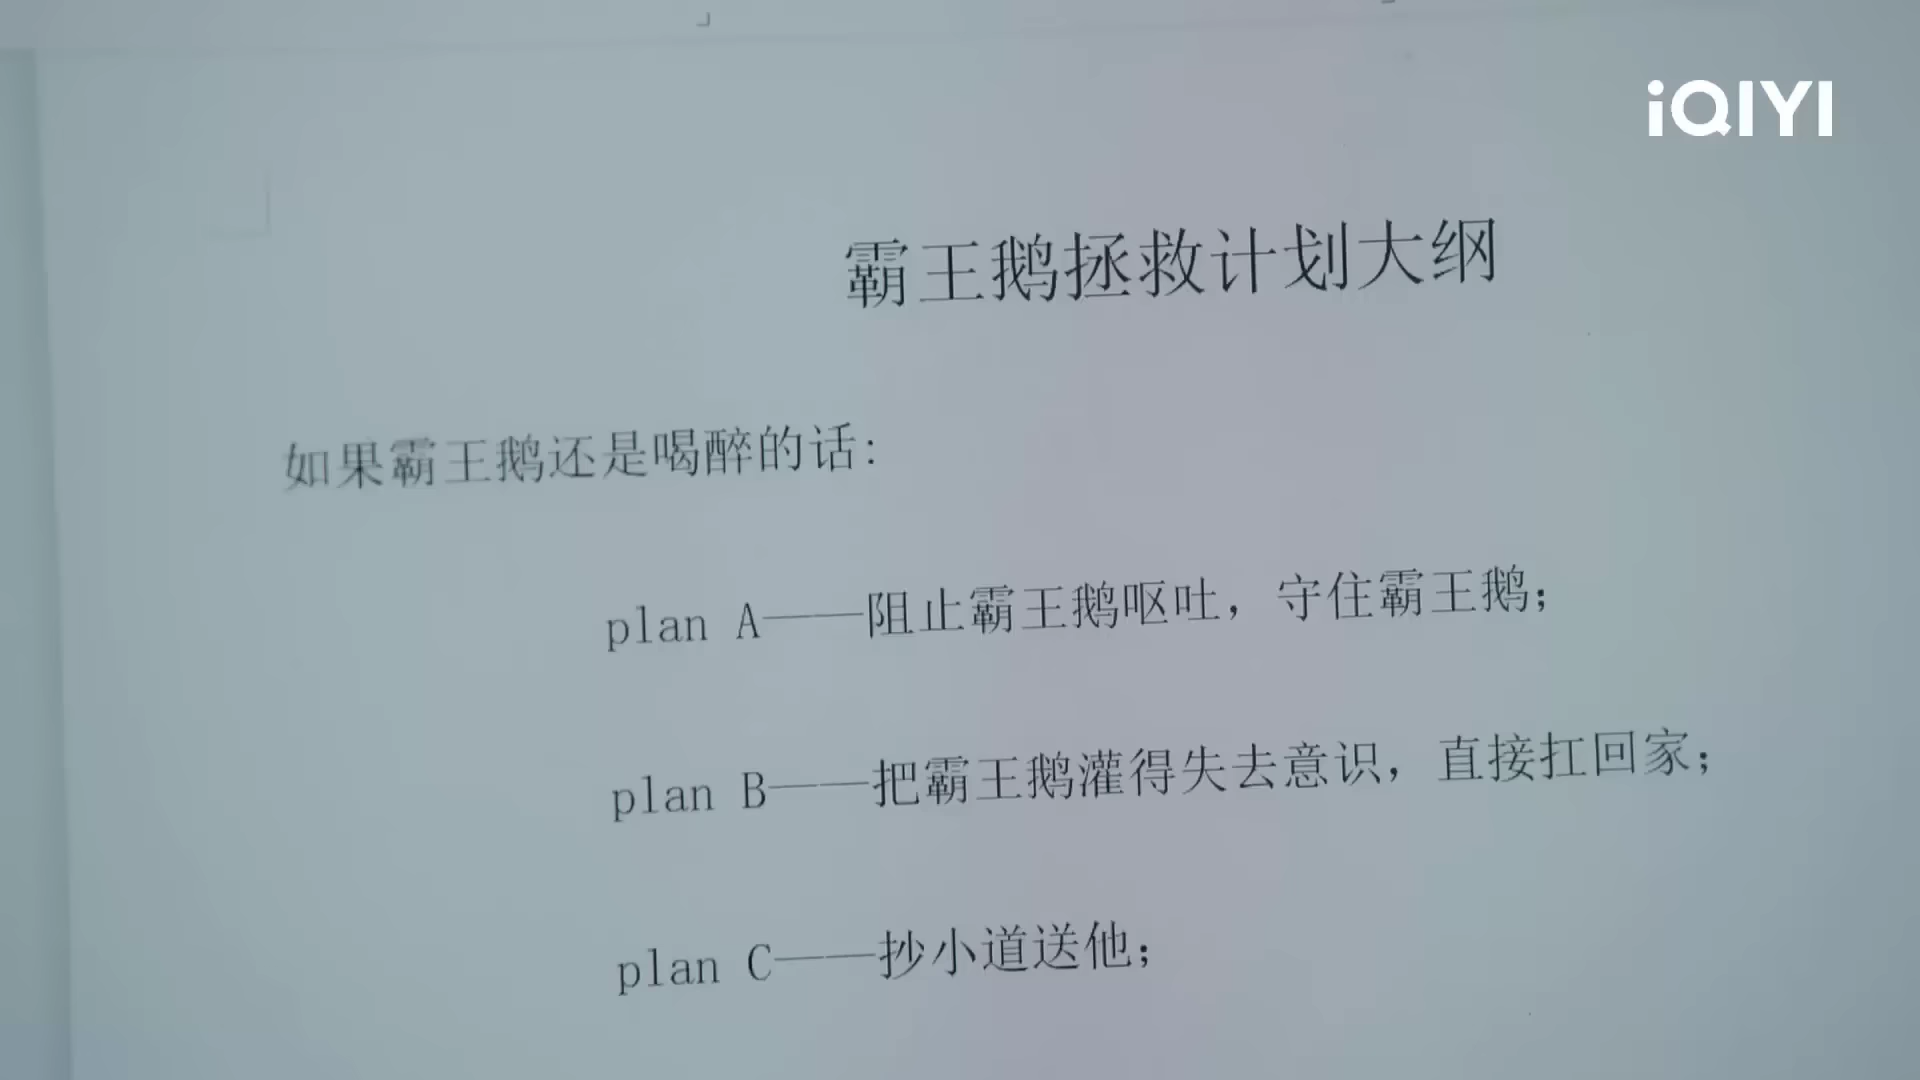 iQIYI
霸王鹅拯救计划大纲
如果霸王鹅还是喝醉的话:
plan A——阻止霸王鹅呕吐，守住霸王鹅;
plan B——把霸王鹅灌得失去意识，直接扛回家;
plan C——抄小道送他;